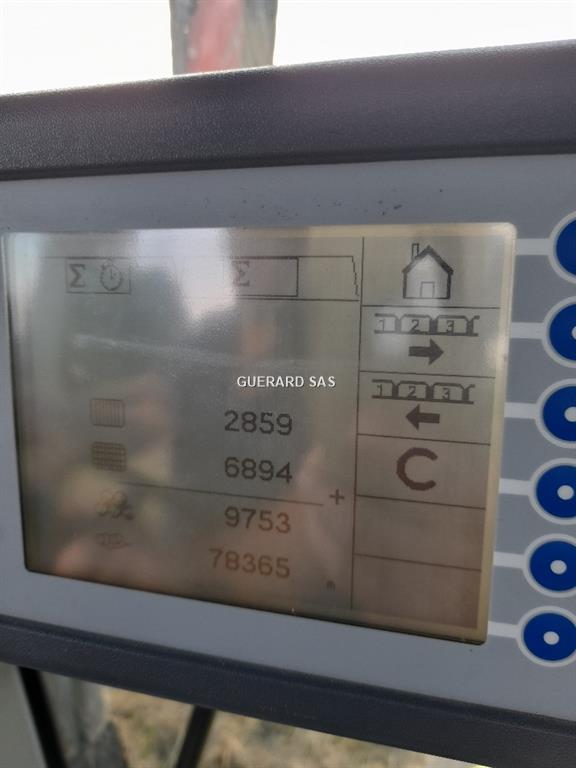 Σ Σ
1 2 3
GUERARD SAS
1 2 3
2859
C
6894
+
9753
78365
m